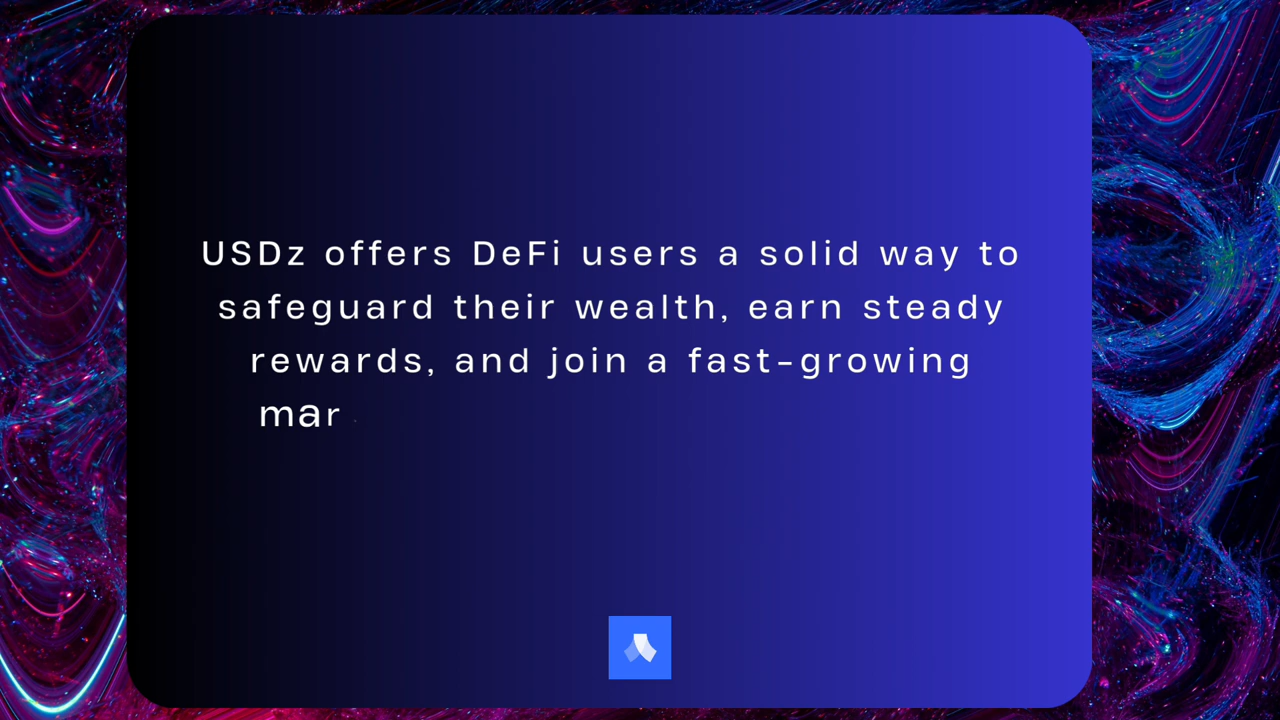 USDz offers DeFi users a solid way to
safeguard their wealth, earn steady
rewards, and join a fast-growing
mar